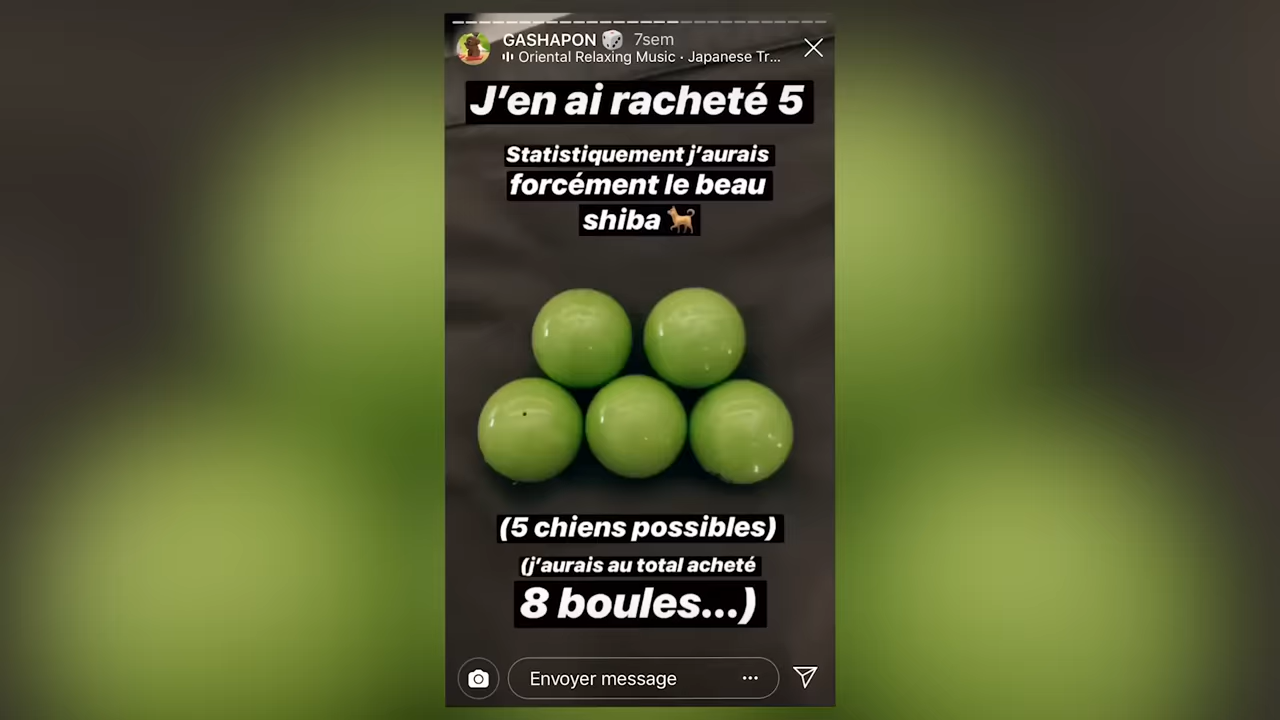 GASHAPON 🎲 7sem
Oriental Relaxing Music · Japanese Tr...
J'en ai racheté 5
Statistiquement j'aurais
forcément le beau
shiba 🐕
(5 chiens possibles)
(j'aurais au total acheté
8 boules...)
Envoyer message